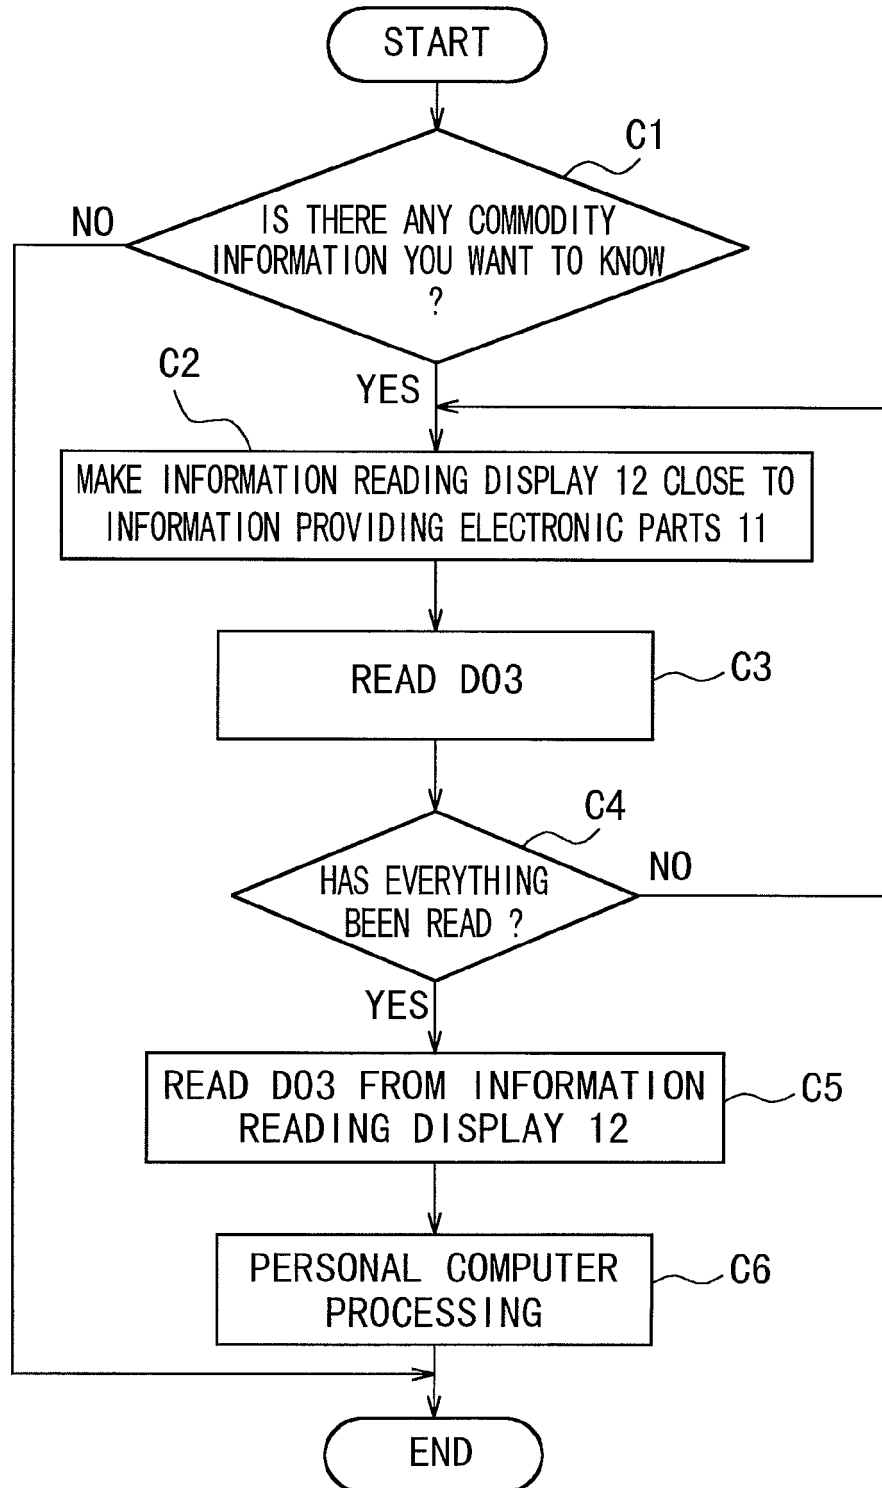 START
C1
NO
IS THERE ANY COMMODITY
INFORMATION YOU WANT TO KNOW
?
C2
YES
MAKE INFORMATION READING DISPLAY 12 CLOSE TO
INFORMATION PROVIDING ELECTRONIC PARTS 11
READ D03
C3
C4
HAS EVERYTHING
BEEN READ ?
NO
YES
READ D03 FROM INFORMATION
READING DISPLAY 12
C5
PERSONAL COMPUTER
PROCESSING
C6
END